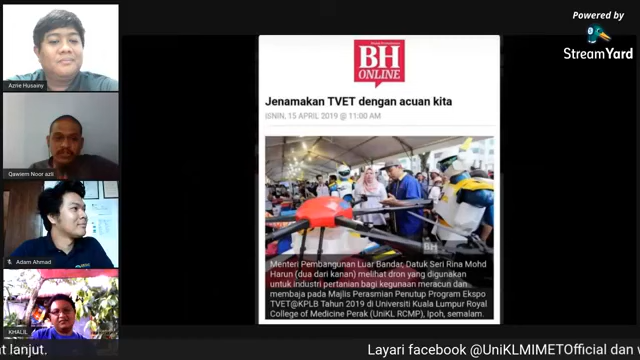 Powered by
StreamYard
Azrie Husainy
Qawiem Noor azli
Adam Ahmad
KHALIL
BH
ONLINE
Jenamakan TVET dengan acuan kita
ISNIN, 15 APRIL 2019 @ 11:00 AM
BH
Menteri Pembangunan Luar Bandar, Datuk Seri Rina Mohd
Harun (dua dari kanan) melihat dron yang digunakan
untuk industri pertanian bagi kegunaan meracun dan
membaja pada Majlis Perasmian Penutup Program Ekspo
TVET@KPLB Tahun 2019 di Universiti Kuala Lumpur Royal
College of Medicine Perak (UniKL RCMP), Ipoh, semalam.
t lanjut.
Layari facebook @UniKLMIMETOfficial dan w